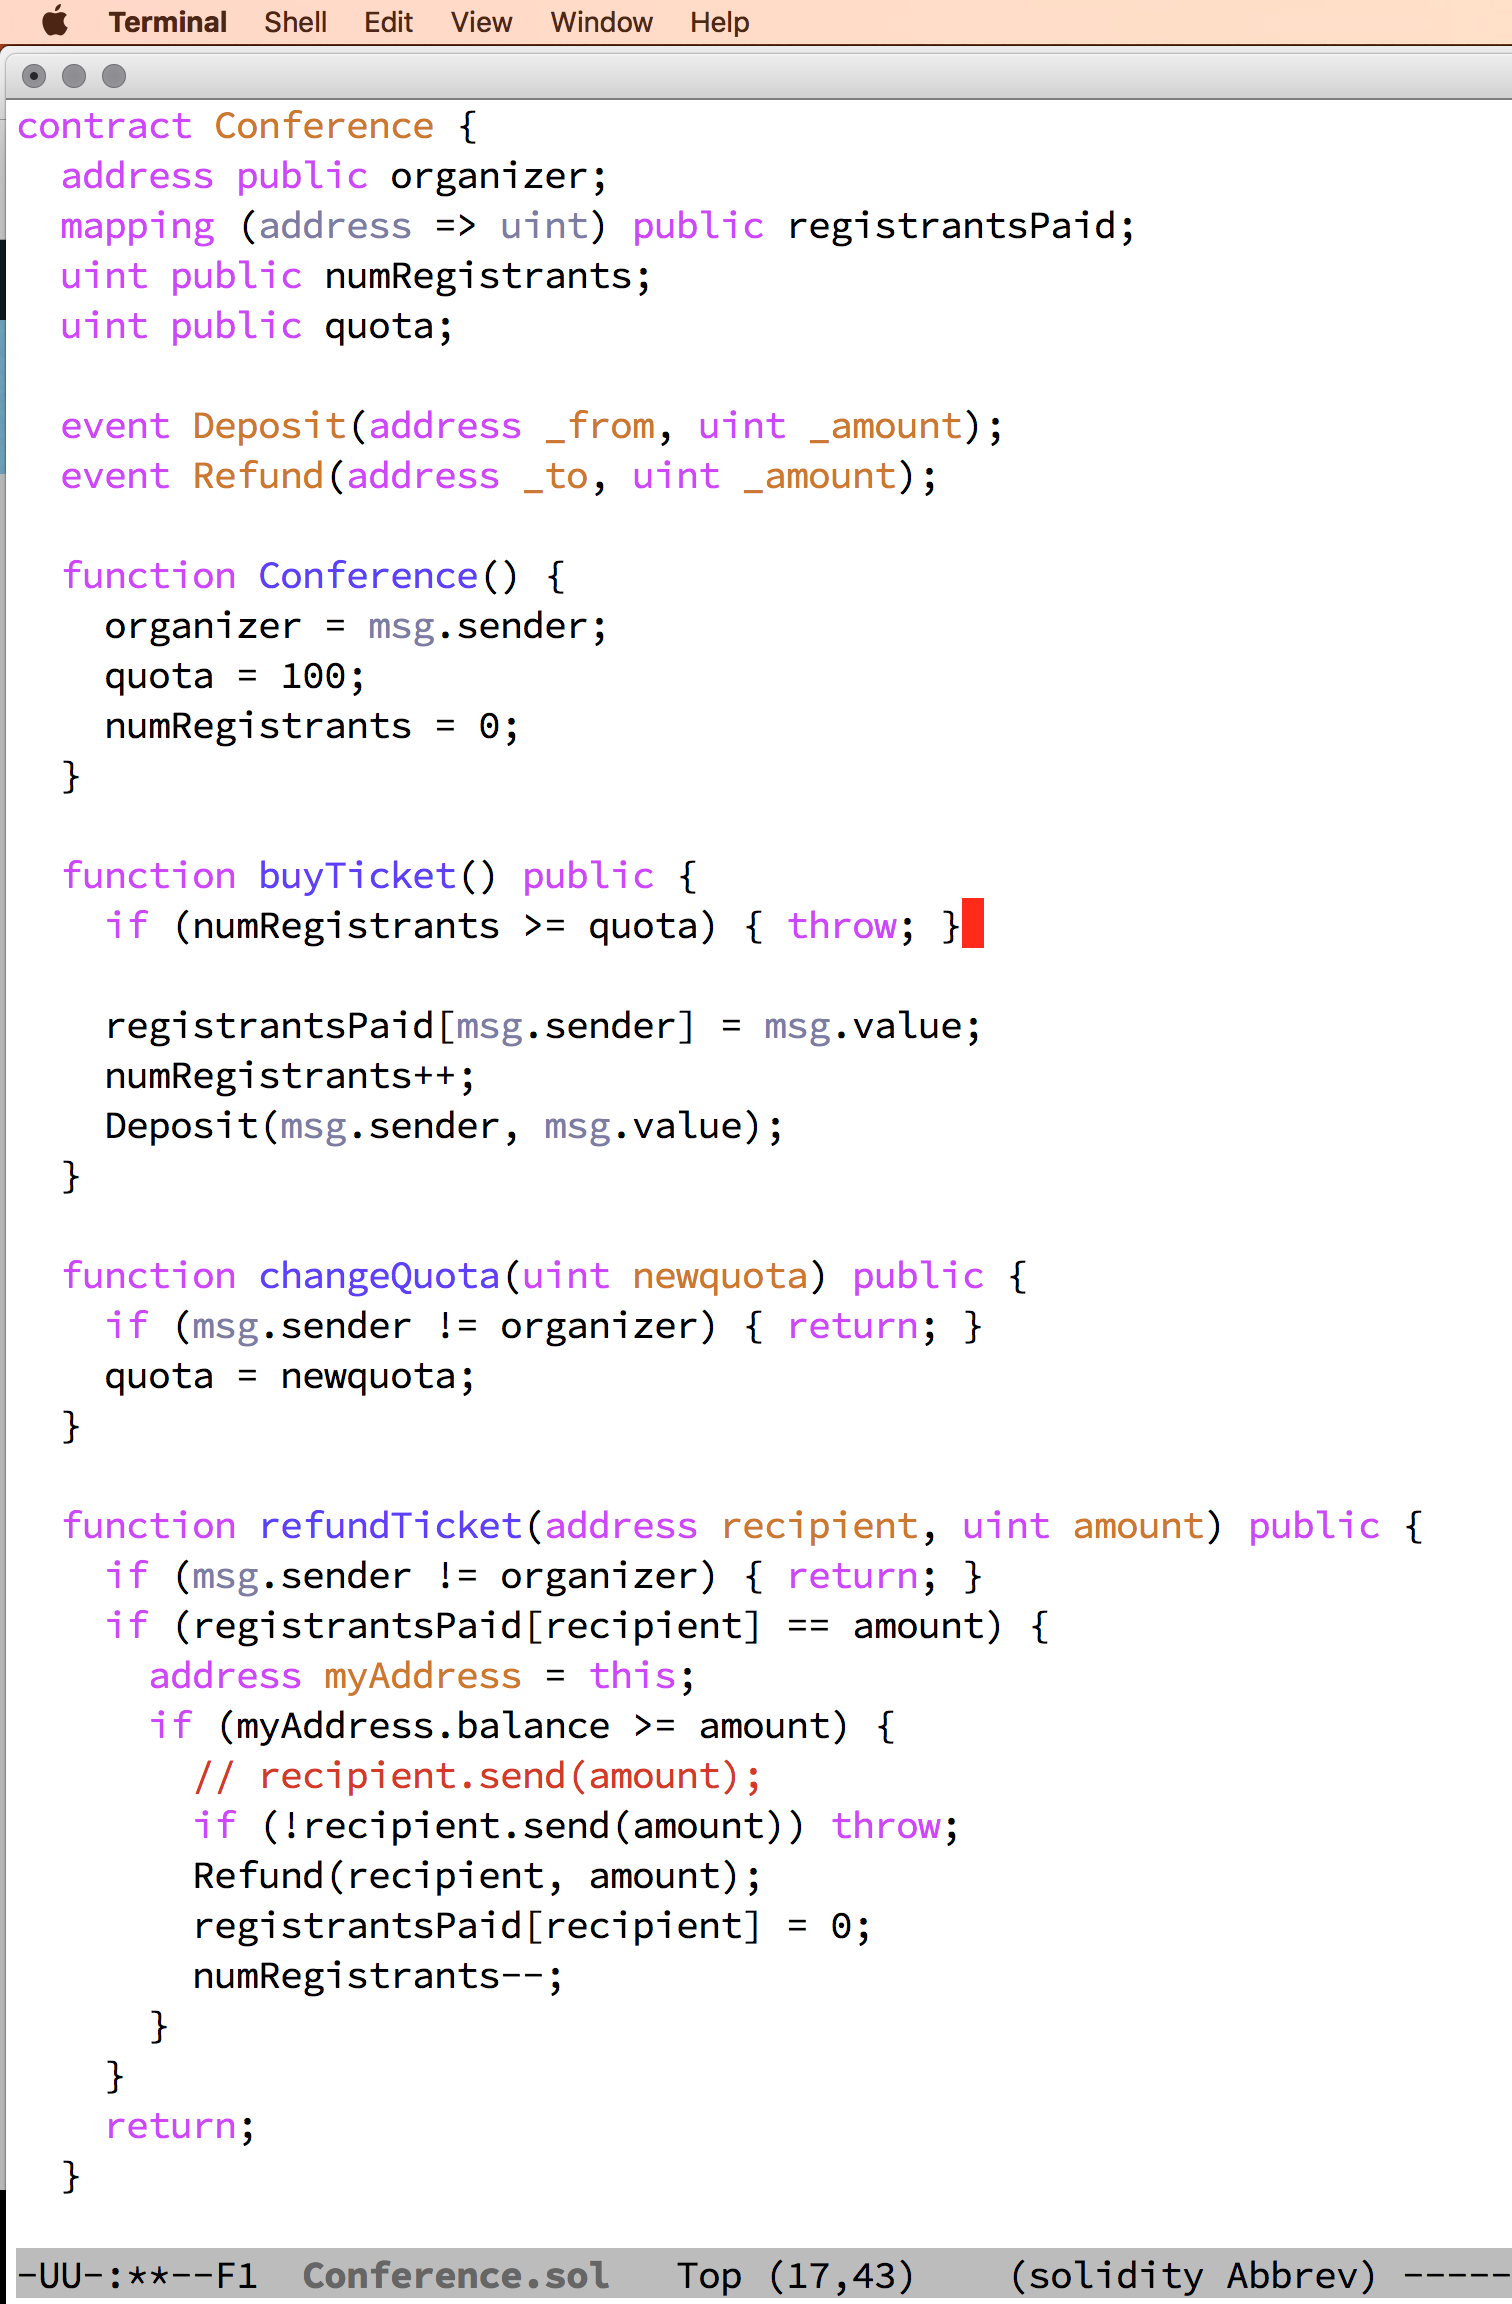 Terminal Shell Edit View Window Help
contract Conference {
  address public organizer;
  mapping (address => uint) public registrantsPaid;
  uint public numRegistrants;
  uint public quota;

  event Deposit(address _from, uint _amount);
  event Refund(address _to, uint _amount);

  function Conference() {
    organizer = msg.sender;
    quota = 100;
    numRegistrants = 0;
  }

  function buyTicket() public {
    if (numRegistrants >= quota) { throw; }

    registrantsPaid[msg.sender] = msg.value;
    numRegistrants++;
    Deposit(msg.sender, msg.value);
  }

  function changeQuota(uint newquota) public {
    if (msg.sender != organizer) { return; }
    quota = newquota;
  }

  function refundTicket(address recipient, uint amount) public {
    if (msg.sender != organizer) { return; }
    if (registrantsPaid[recipient] == amount) {
      address myAddress = this;
      if (myAddress.balance >= amount) {
        // recipient.send(amount);
        if (!recipient.send(amount)) throw;
        Refund(recipient, amount);
        registrantsPaid[recipient] = 0;
        numRegistrants--;
      }
    }
    return;
  }

-UU-:**--F1  Conference.sol   Top (17,43)    (solidity Abbrev) -----